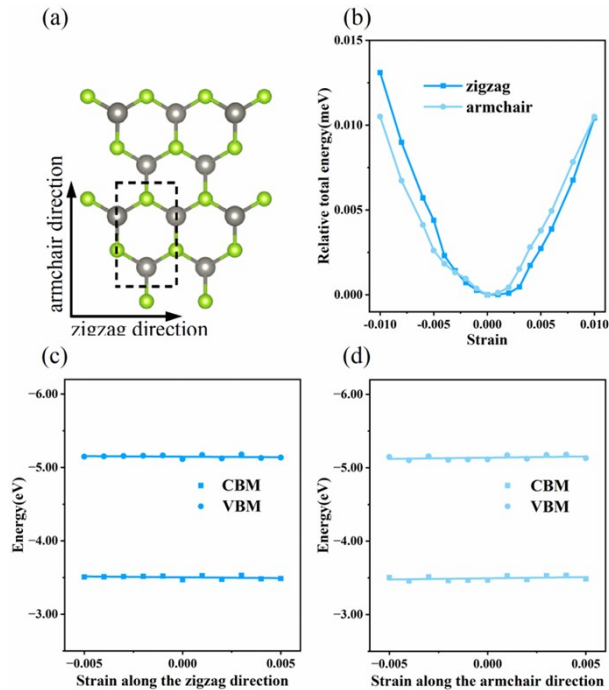 (a)
armchair direction
zigzag direction
(b)
0.015
0.010
0.005
0.000
Relative total energy(meV)
zigzag
armchair
-0.010
-0.005
0.000
0.005
0.010
Strain
(c)
−6.00
−5.00
−4.00
−3.00
Energy(eV)
CBM
VBM
−0.005
0.000
0.005
Strain along the zigzag direction
(d)
−6.00
−5.00
−4.00
−3.00
Energy(eV)
CBM
VBM
−0.005
0.000
0.005
Strain along the armchair direction